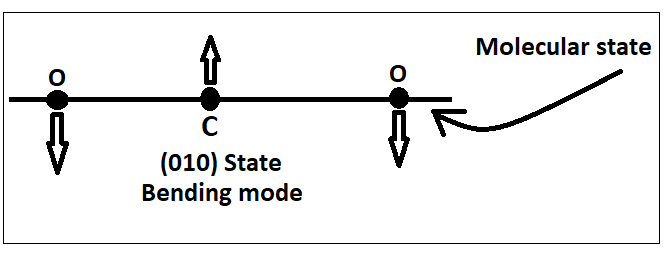 Molecular state
O
O
C
(010) State
Bending mode